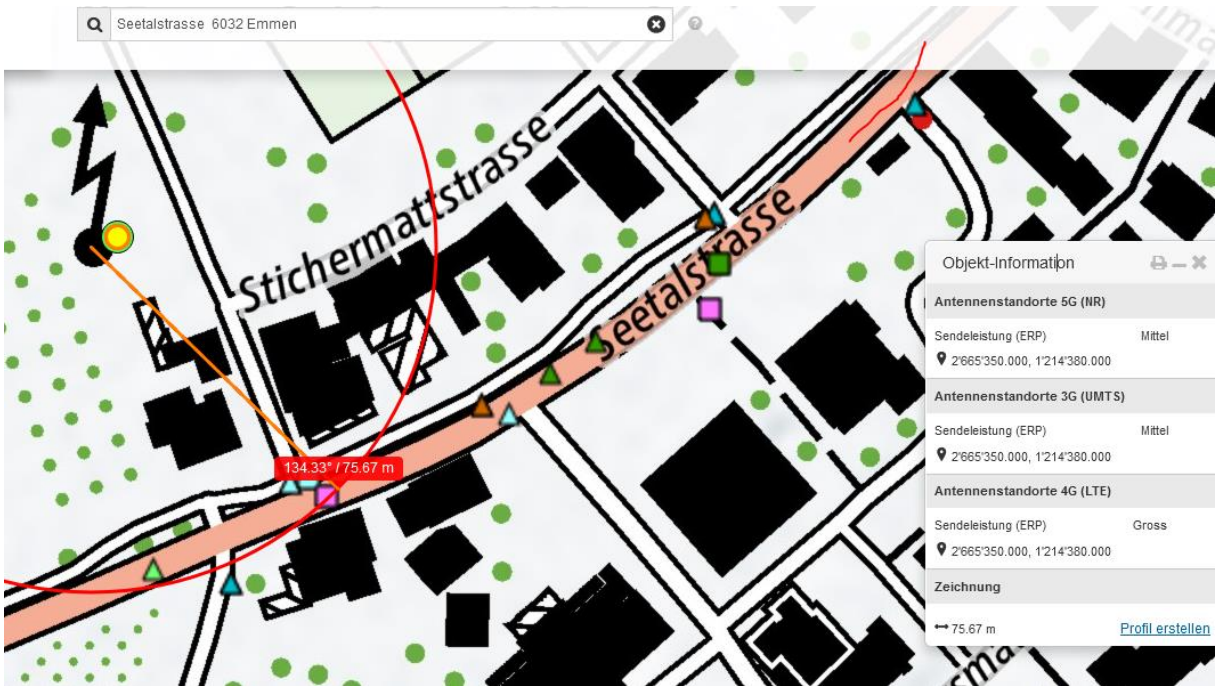 Seetalstrasse 6032 Emmen
Stichermattstrasse
Seetalstrasse
134.33° / 75.67 m
Objekt-Information
Antennenstandorte 5G (NR)
Sendeleistung (ERP) Mittel
2'665'350.000, 1'214'380.000
Antennenstandorte 3G (UMTS)
Sendeleistung (ERP) Mittel
2'665'350.000, 1'214'380.000
Antennenstandorte 4G (LTE)
Sendeleistung (ERP) Gross
2'665'350.000, 1'214'380.000
Zeichnung
75.67 m Profil erstellen